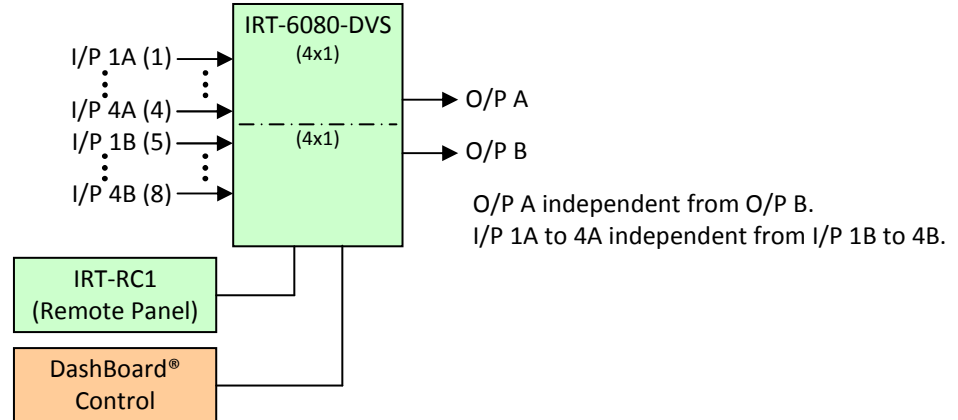 IRT-6080-DVS
(4x1)
I/P 1A (1)
I/P 4A (4)
O/P A
I/P 1B (5)
(4x1)
O/P B
I/P 4B (8)
O/P A independent from O/P B.
I/P 1A to 4A independent from I/P 1B to 4B.
IRT-RC1
(Remote Panel)
DashBoard®
Control